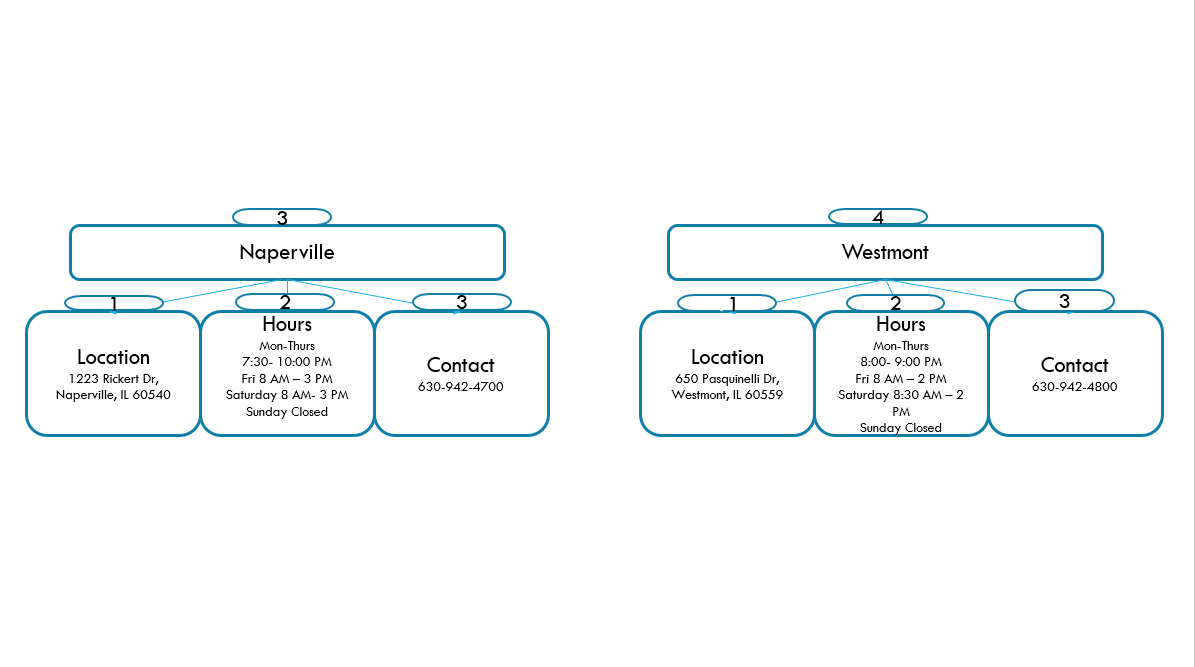 3
Naperville
1
Location
1223 Rickert Dr,
Naperville, IL 60540
2
Hours
Mon-Thurs
7:30- 10:00 PM
Fri 8 AM – 3 PM
Saturday 8 AM- 3 PM
Sunday Closed
3
Contact
630-942-4700
4
Westmont
1
Location
650 Pasquinelli Dr,
Westmont, IL 60559
2
Hours
Mon-Thurs
8:00- 9:00 PM
Fri 8 AM – 2 PM
Saturday 8:30 AM – 2
PM
Sunday Closed
3
Contact
630-942-4800